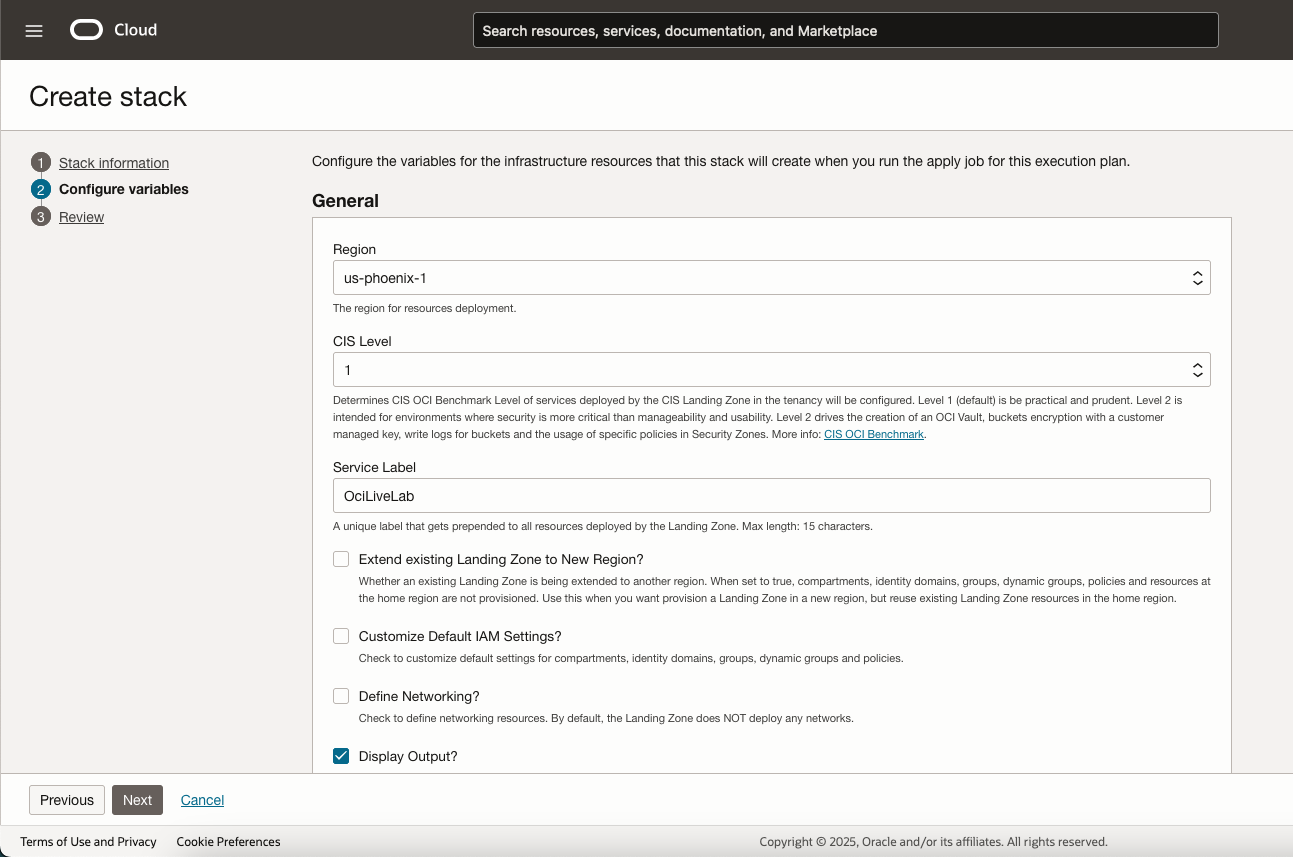 Cloud
Search resources, services, documentation, and Marketplace
Create stack
1 Stack information
2 Configure variables
3 Review
Configure the variables for the infrastructure resources that this stack will create when you run the apply job for this execution plan.
General
Region
us-phoenix-1
The region for resources deployment.
CIS Level
1
Determines CIS OCI Benchmark Level of services deployed by the CIS Landing Zone in the tenancy will be configured. Level 1 (default) is be practical and prudent. Level 2 is
intended for environments where security is more critical than manageability and usability. Level 2 drives the creation of an OCI Vault, buckets encryption with a customer
managed key, write logs for buckets and the usage of specific policies in Security Zones. More info: CIS OCI Benchmark.
Service Label
OciLiveLab
A unique label that gets prepended to all resources deployed by the Landing Zone. Max length: 15 characters.
Extend existing Landing Zone to New Region?
Whether an existing Landing Zone is being extended to another region. When set to true, compartments, identity domains, groups, dynamic groups, policies and resources at
the home region are not provisioned. Use this when you want provision a Landing Zone in a new region, but reuse existing Landing Zone resources in the home region.
Customize Default IAM Settings?
Check to customize default settings for compartments, identity domains, groups, dynamic groups and policies.
Define Networking?
Check to define networking resources. By default, the Landing Zone does NOT deploy any networks.
Display Output?
Previous Next Cancel
Terms of Use and Privacy Cookie Preferences Copyright © 2025, Oracle and/or its affiliates. All rights reserved.